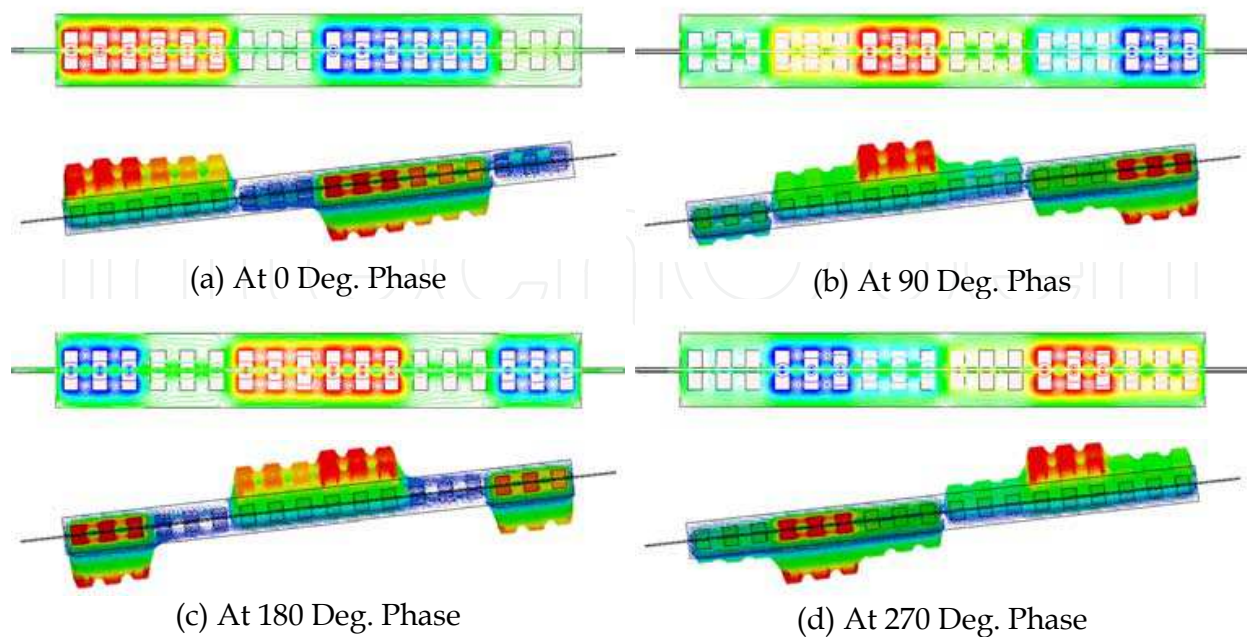 (a) At 0 Deg. Phase
(b) At 90 Deg. Phas
(c) At 180 Deg. Phase
(d) At 270 Deg. Phase